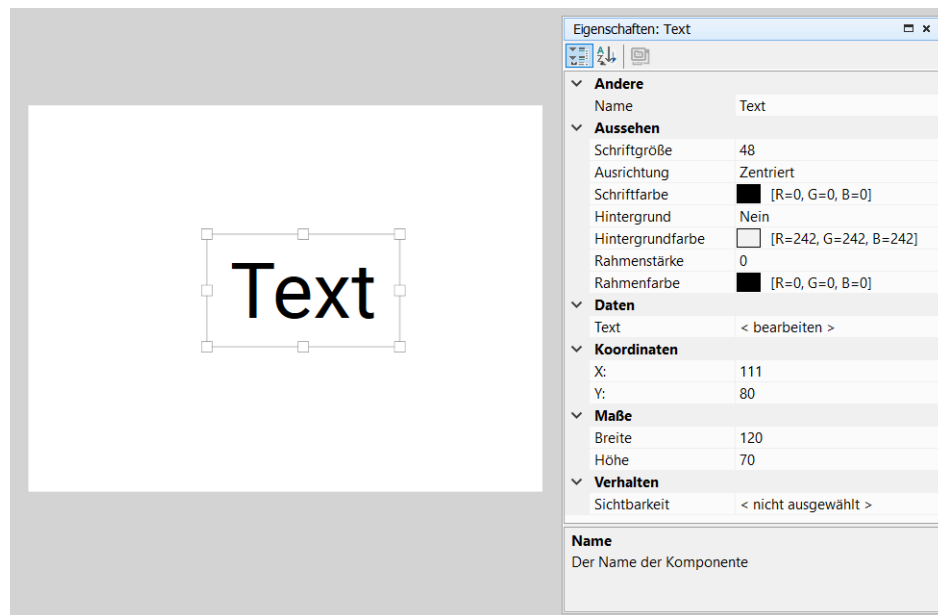 Text
Eigenschaften: Text
Andere
Name Text
Aussehen
Schriftgröße 48
Ausrichtung Zentriert
Schriftfarbe [R=0, G=0, B=0]
Hintergrund Nein
Hintergrundfarbe [R=242, G=242, B=242]
Rahmenstärke 0
Rahmenfarbe [R=0, G=0, B=0]
Daten
Text < bearbeiten >
Koordinaten
X: 111
Y: 80
Maße
Breite 120
Höhe 70
Verhalten
Sichtbarkeit < nicht ausgewählt >
Name
Der Name der Komponente